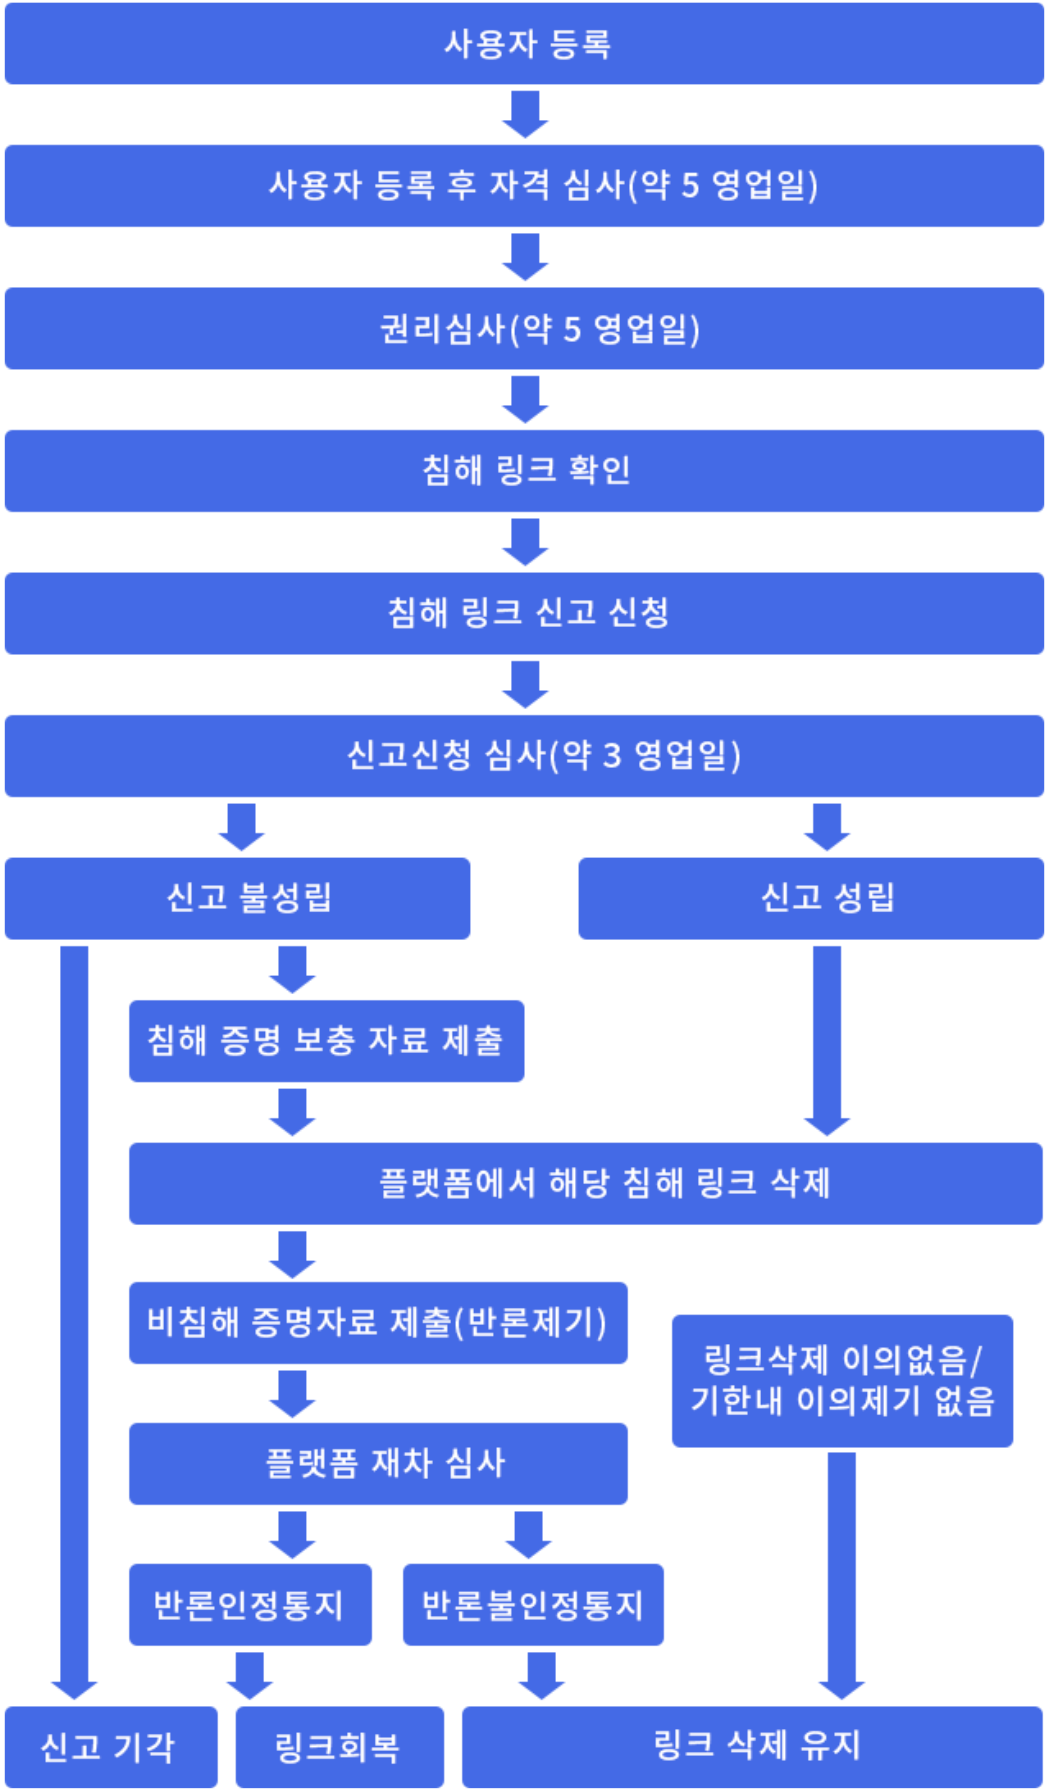 사용자 등록
사용자 등록 후 자격 심사(약 5 영업일)
권리심사(약 5 영업일)
침해 링크 확인
침해 링크 신고 신청
신고신청 심사(약 3 영업일)
신고 불성립
신고 성립
침해 증명 보충 자료 제출
플랫폼에서 해당 침해 링크 삭제
비침해 증명자료 제출(반론제기)
링크삭제 이의없음/
기한내 이의제기 없음
플랫폼 재차 심사
반론인정통지
반론불인정통지
신고 기각
링크회복
링크 삭제 유지